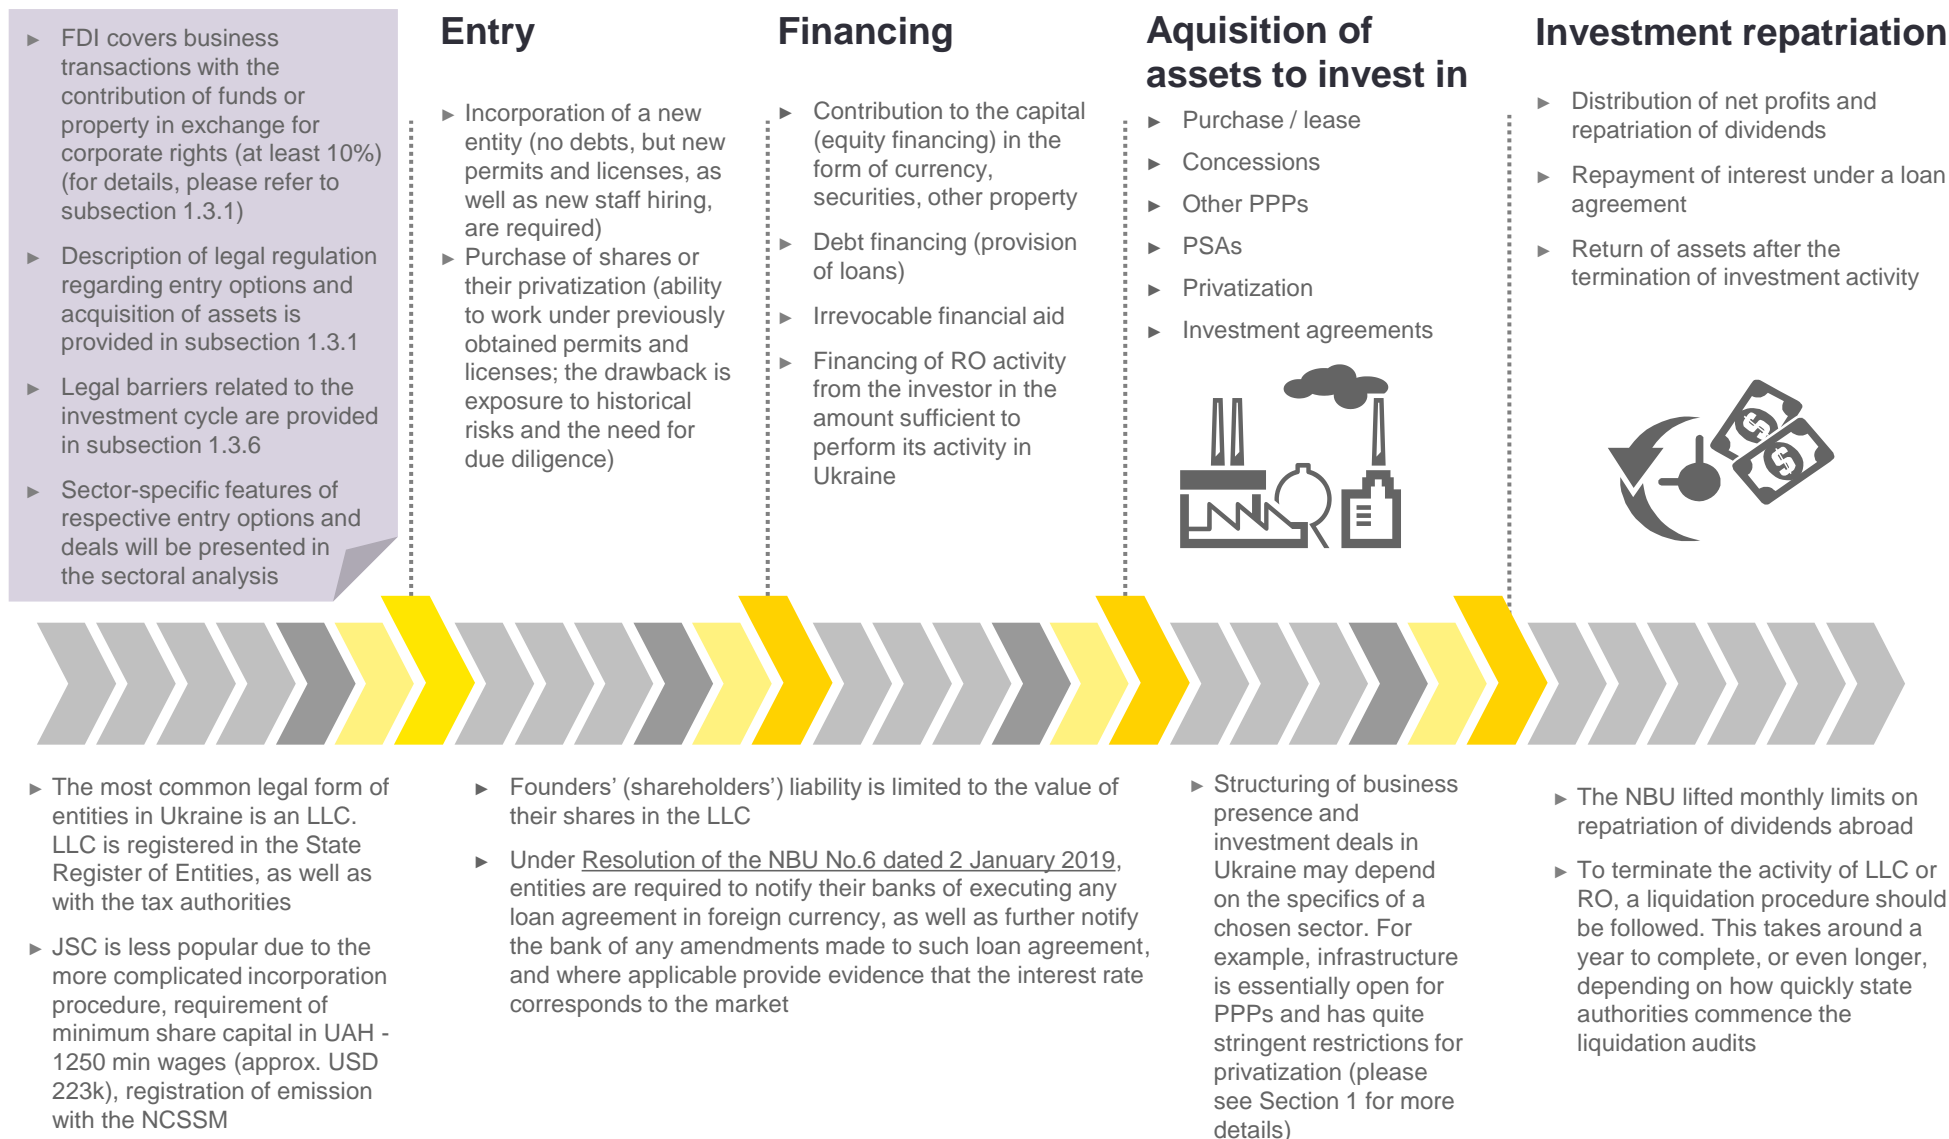 ► FDI covers business
transactions with the
contribution of funds or
property in exchange for
corporate rights (at least 10%)
(for details, please refer to
subsection 1.3.1)
► Description of legal regulation
regarding entry options and
acquisition of assets is
provided in subsection 1.3.1
► Legal barriers related to the
investment cycle are provided
in subsection 1.3.6
► Sector-specific features of
respective entry options and
deals will be presented in
the sectoral analysis
Entry
► Incorporation of a new
entity (no debts, but new
permits and licenses, as
well as new staff hiring,
are required)
► Purchase of shares or
their privatization (ability
to work under previously
obtained permits and
licenses; the drawback is
exposure to historical
risks and the need for
due diligence)
Financing
► Contribution to the capital
(equity financing) in the
form of currency,
securities, other property
► Debt financing (provision
of loans)
► Irrevocable financial aid
► Financing of RO activity
from the investor in the
amount sufficient to
perform its activity in
Ukraine
Aquisition of
assets to invest in
► Purchase / lease
► Concessions
► Other PPPs
► PSAs
► Privatization
► Investment agreements
Investment repatriation
► Distribution of net profits and
repatriation of dividends
► Repayment of interest under a loan
agreement
► Return of assets after the
termination of investment activity
► The most common legal form of
entities in Ukraine is an LLC.
LLC is registered in the State
Register of Entities, as well as
with the tax authorities
► JSC is less popular due to the
more complicated incorporation
procedure, requirement of
minimum share capital in UAH -
1250 min wages (approx. USD
223k), registration of emission
with the NCSSM
► Founders’ (shareholders’) liability is limited to the value of
their shares in the LLC
► Under Resolution of the NBU No.6 dated 2 January 2019,
entities are required to notify their banks of executing any
loan agreement in foreign currency, as well as further notify
the bank of any amendments made to such loan agreement,
and where applicable provide evidence that the interest rate
corresponds to the market
► Structuring of business
presence and
investment deals in
Ukraine may depend
on the specifics of a
chosen sector. For
example, infrastructure
is essentially open for
PPPs and has quite
stringent restrictions for
privatization (please
see Section 1 for more
details)
► The NBU lifted monthly limits on
repatriation of dividends abroad
► To terminate the activity of LLC or
RO, a liquidation procedure should
be followed. This takes around a
year to complete, or even longer,
depending on how quickly state
authorities commence the
liquidation audits